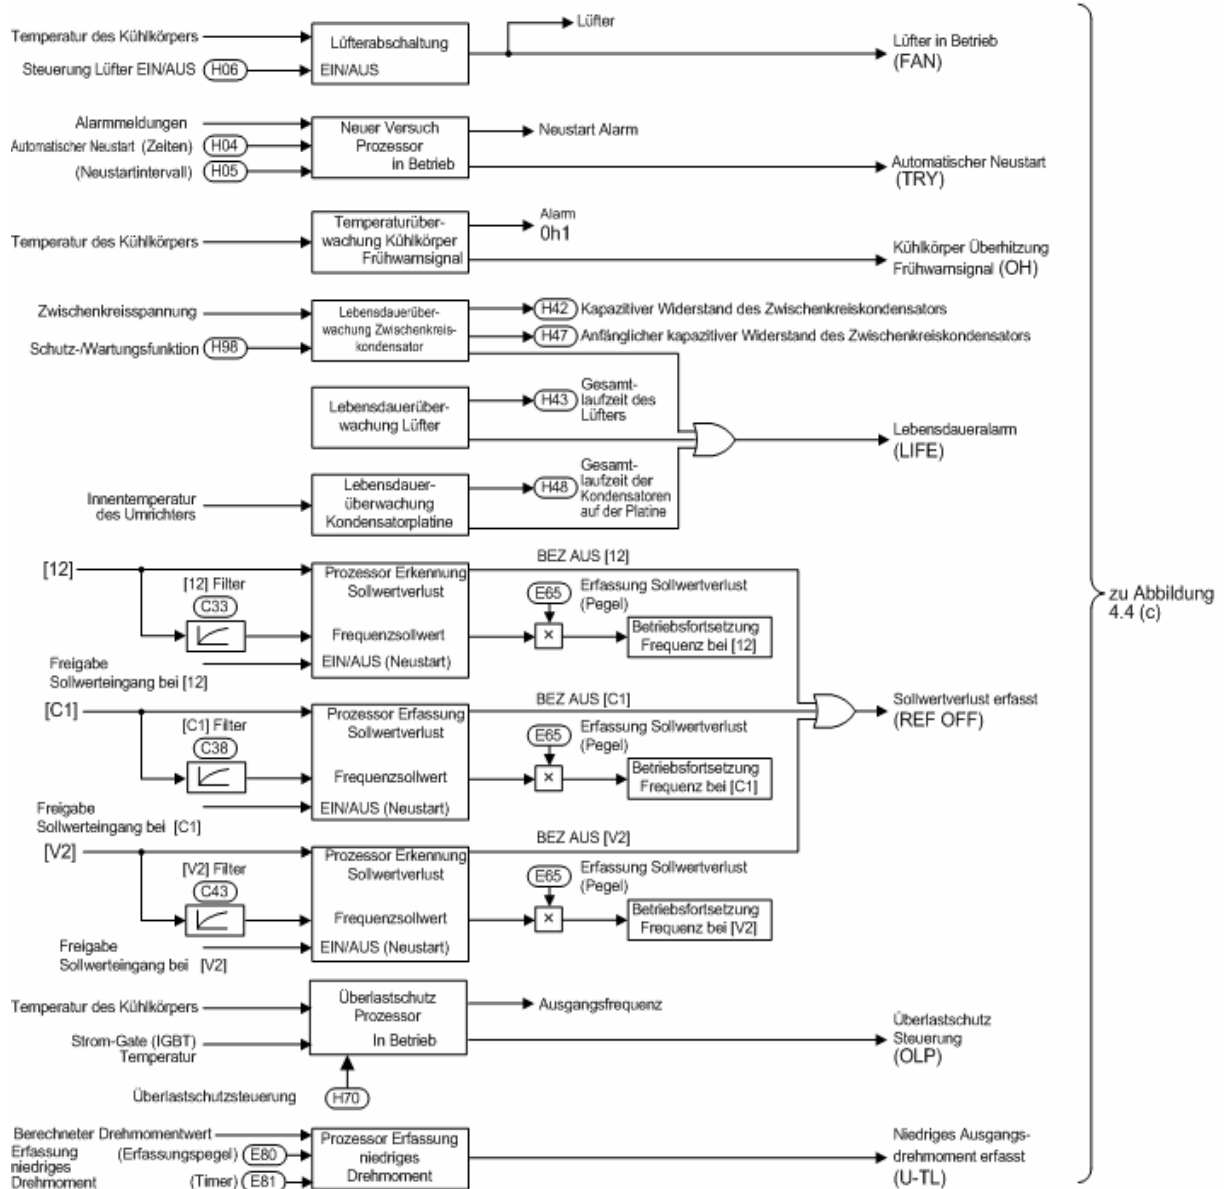 Temperatur des Kühlkörpers
Lüfterabschaltung
Lüfter
Steuerung Lüfter EIN/AUS
H06
EIN/AUS
Lüfter in Betrieb
(FAN)
Alarmmeldungen
Automatischer Neustart (Zeiten)
H04
(Neustartintervall)
H05
Neuer Versuch
Prozessor
in Betrieb
Neustart Alarm
Automatischer Neustart
(TRY)
Temperatur des Kühlkörpers
Temperaturüber-
wachung Kühlkörper
Frühwarnsignal
Alarm
0h1
Kühlkörper Überhitzung
Frühwarnsignal (OH)
Zwischenkreisspannung
Schutz-/Wartungsfunktion
H98
Lebensdauerüber-
wachung Zwischenkreis-
kondensator
H42
Kapazitiver Widerstand des Zwischenkreiskondensators
H47
Anfänglicher kapazitiver Widerstand des Zwischenkreiskondensators
Lebensdauerüber-
wachung Lüfter
H43
Gesamt-
laufzeit des
Lüfters
Lebensdaueralarm
(LIFE)
Innentemperatur
des Umrichters
Lebensdauer-
überwachung
Kondensatorplatine
H48
Gesamt-
laufzeit der
Kondensatoren
auf der Platine
[12]
[12] Filter
C33
Freigabe
Sollwerteingang bei [12]
Prozessor Erkennung
Sollwertverlust
Frequenzsollwert
EIN/AUS (Neustart)
BEZ AUS [12]
E65
Erfassung Sollwertverlust
(Pegel)
×
Betriebsfortsetzung
Frequenz bei [12]
zu Abbildung
4.4 (c)
[C1]
[C1] Filter
C38
Freigabe
Sollwerteingang bei [C1]
Prozessor Erfassung
Sollwertverlust
Frequenzsollwert
EIN/AUS (Neustart)
BEZ AUS [C1]
E65
Erfassung Sollwertverlust
(Pegel)
×
Betriebsfortsetzung
Frequenz bei [C1]
Sollwertverlust erfasst
(REF OFF)
[V2]
[V2] Filter
C43
Freigabe
Sollwerteingang bei [V2]
Prozessor Erkennung
Sollwertverlust
Frequenzsollwert
EIN/AUS (Neustart)
BEZ AUS [V2]
E65
Erfassung Sollwertverlust
(Pegel)
×
Betriebsfortsetzung
Frequenz bei [V2]
Temperatur des Kühlkörpers
Strom-Gate (IGBT)
Temperatur
Überlastschutz
Prozessor
In Betrieb
Ausgangsfrequenz
Überlastschutz
Steuerung
(OLP)
Überlastschutzsteuerung
H70
Berechneter Drehmomentwert
Erfassung
niedriges
Drehmoment
(Erfassungspegel)
E80
(Timer)
E81
Prozessor Erfassung
niedriges
Drehmoment
Niedriges Ausgangs-
drehmoment erfasst
(U-TL)